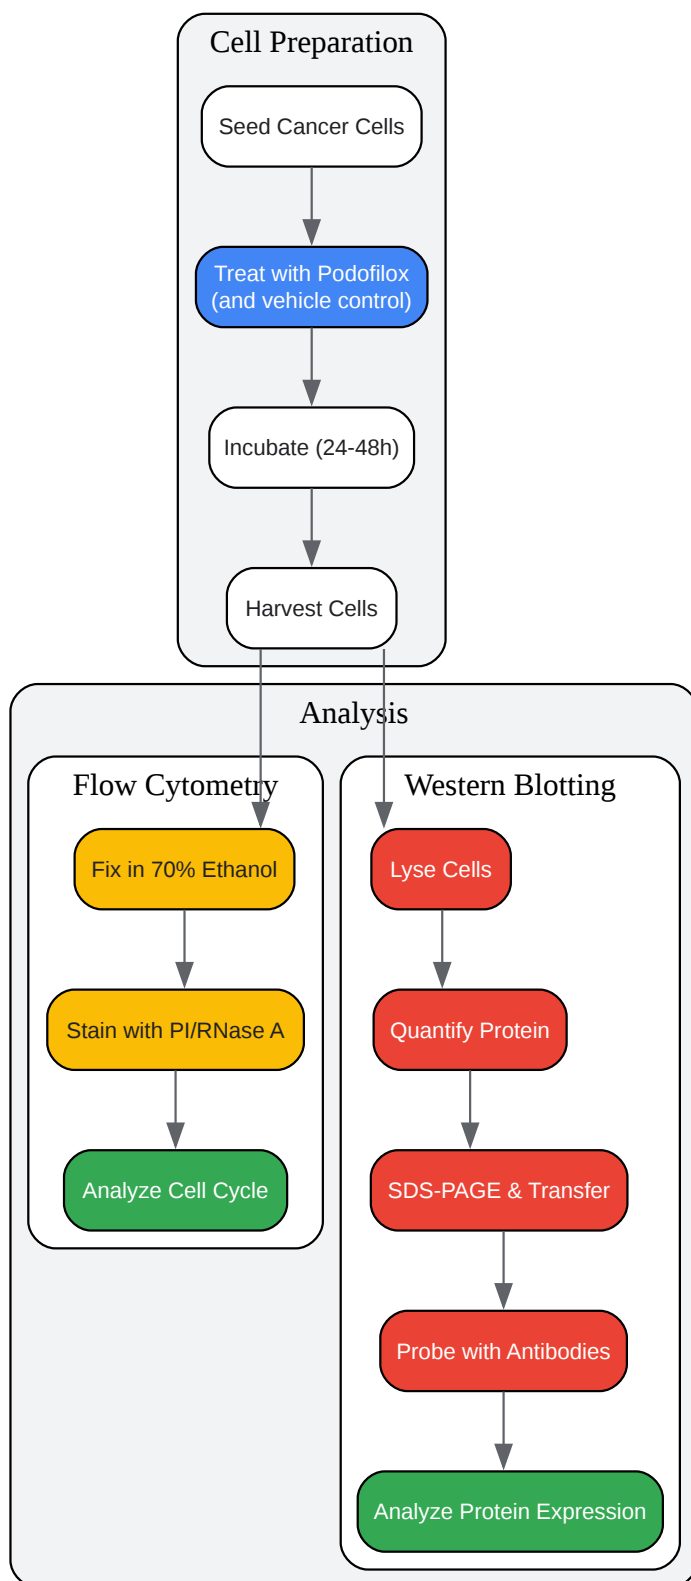 Cell Preparation
Seed Cancer Cells
Treat with Podofilox
(and vehicle control)
Incubate (24-48h)
Harvest Cells
Analysis
Flow Cytometry
Fix in 70% Ethanol
Stain with PI/RNase A
Analyze Cell Cycle
Western Blotting
Lyse Cells
Quantify Protein
SDS-PAGE & Transfer
Probe with Antibodies
Analyze Protein Expression